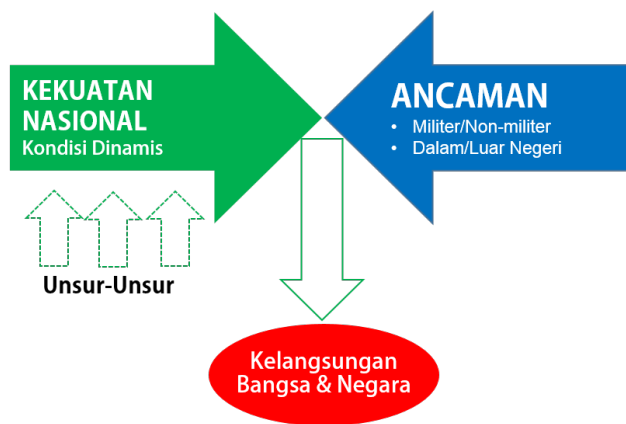 KEKUATAN
NASIONAL
Kondisi Dinamis
ANCAMAN
• Militer/Non-militer
• Dalam/Luar Negeri
Unsur-Unsur
Kelangsungan
Bangsa & Negara